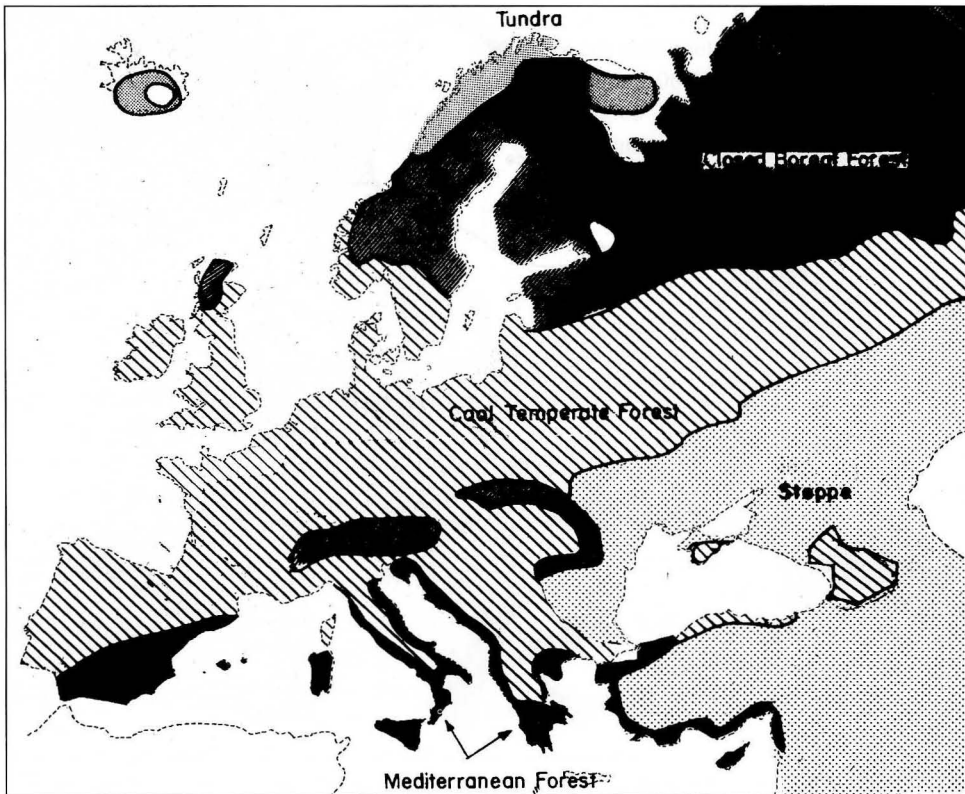 Tundra
Closed Boreal Forest
Cool Temperate Forest
Steppe
Mediterranean Forest